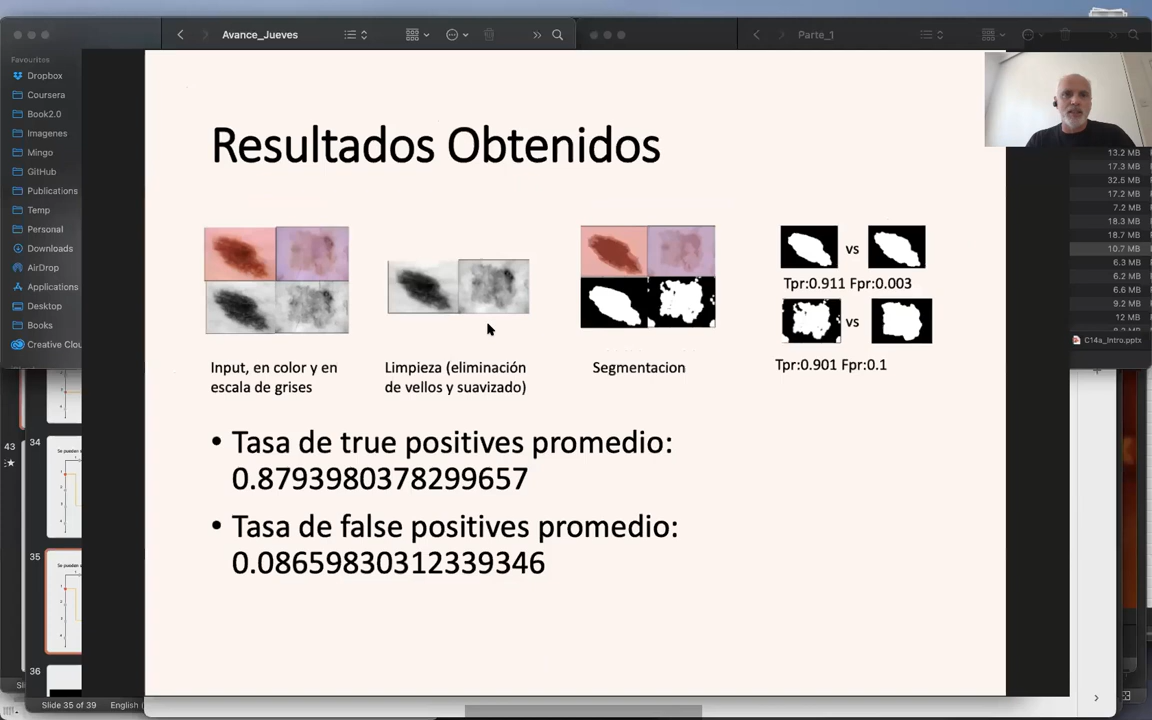 Avance_Jueves
Parte_1
Favourites
Dropbox
Coursera
Book2.0
Imagenes
Mingo
GitHub
Publications
Temp
Personal
Downloads
AirDrop
Applications
Desktop
Books
Creative Clou
Resultados Obtenidos
vs
Tpr:0.911 Fpr:0.003
vs
Tpr:0.901 Fpr:0.1
Input, en color y en
escala de grises
Limpieza (eliminación
de vellos y suavizado)
Segmentacion
• Tasa de true positives promedio:
0.8793980378299657
• Tasa de false positives promedio:
0.08659830312339346
13.2 MB
17.3 MB
32.6 MB
17.2 MB
7.2 MB
18.3 MB
18.7 MB
10.7 MB
6.3 MB
6.2 MB
6.6 MB
9.2 MB
12 MB
C14a_Intro.pptx
43
34
35
36
Slide 35 of 39
English (